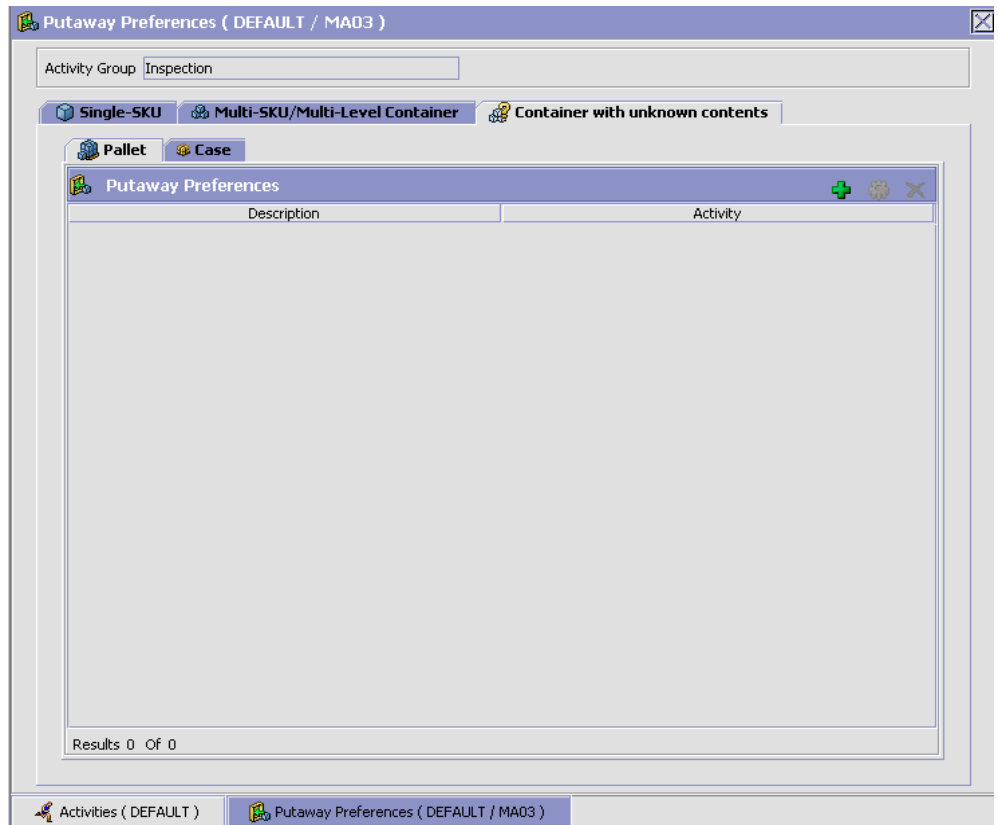 Putaway Preferences ( DEFAULT / MA03 )
Activity Group Inspection
Single-SKU Multi-SKU/Multi-Level Container Container with unknown contents
Pallet Case
Putaway Preferences
Description Activity
Results 0 Of 0
Activities ( DEFAULT ) Putaway Preferences ( DEFAULT / MA03 )